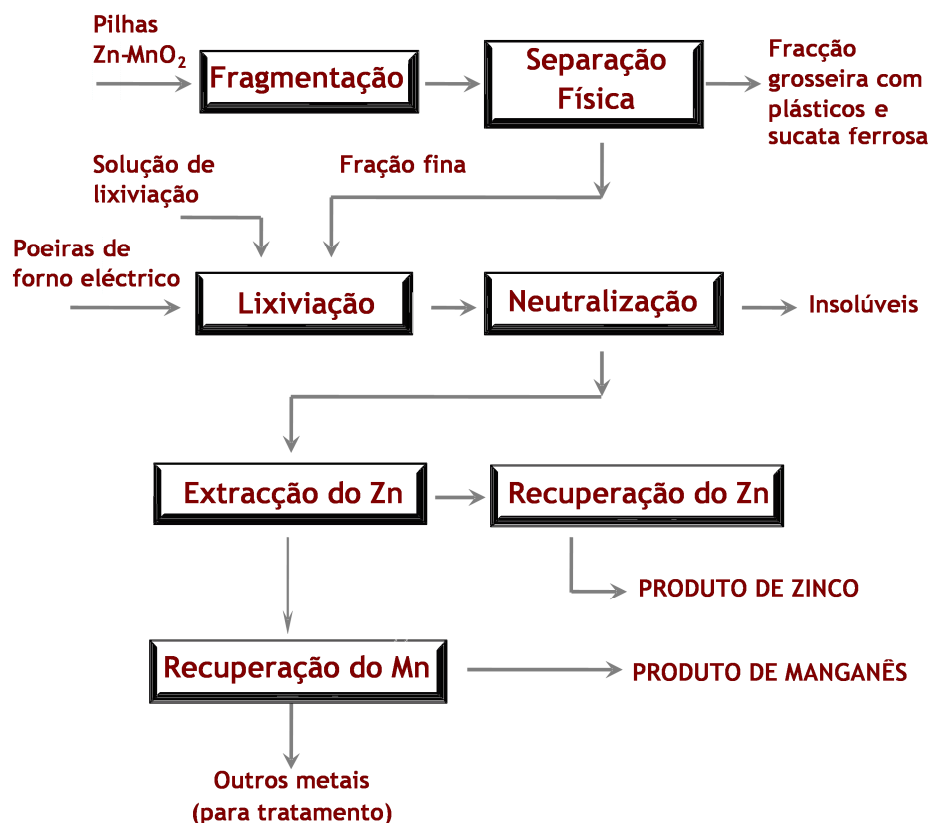 Pilhas
Zn-MnO₂
Fragmentação
Separação
Física
Fracção
grosseira com
plásticos e
sucata ferrosa
Solução de
lixiviação
Fração fina
Poeiras de
forno eléctrico
Lixiviação
Neutralização
Insolúveis
Extracção do Zn
Recuperação do Zn
PRODUTO DE ZINCO
Recuperação do Mn
PRODUTO DE MANGANÊS
Outros metais
(para tratamento)